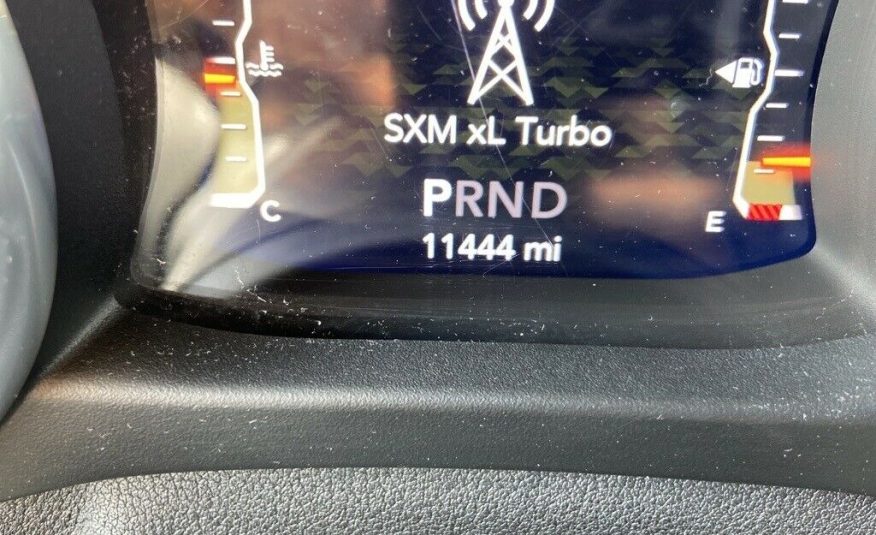 SXM xL Turbo
PRND
C
E
11444 mi